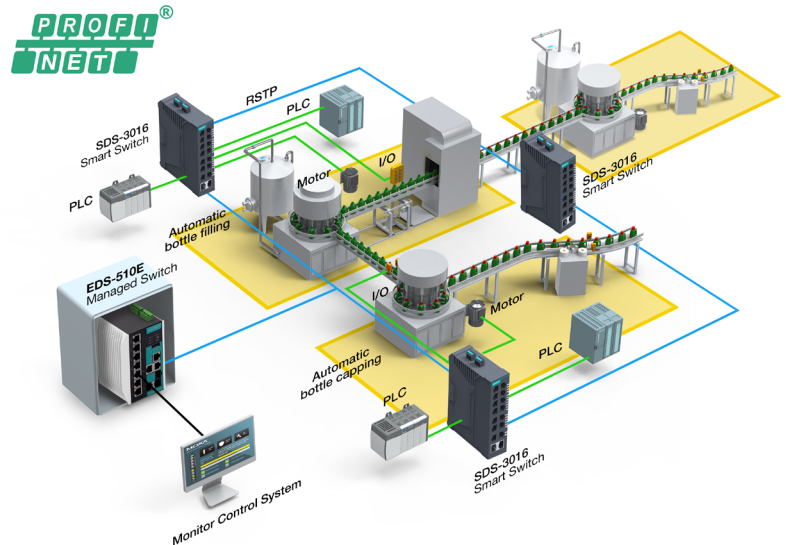 PROFI®
NET
RSTP
PLC
SDS-3016
Smart Switch
PLC
Motor
I/O
SDS-3016
Smart Switch
Automatic
bottle filling
EDS-510E
Managed Switch
I/O
Motor
PLC
Automatic
bottle capping
PLC
SDS-3016
Smart Switch
MOXA
Monitor Control System